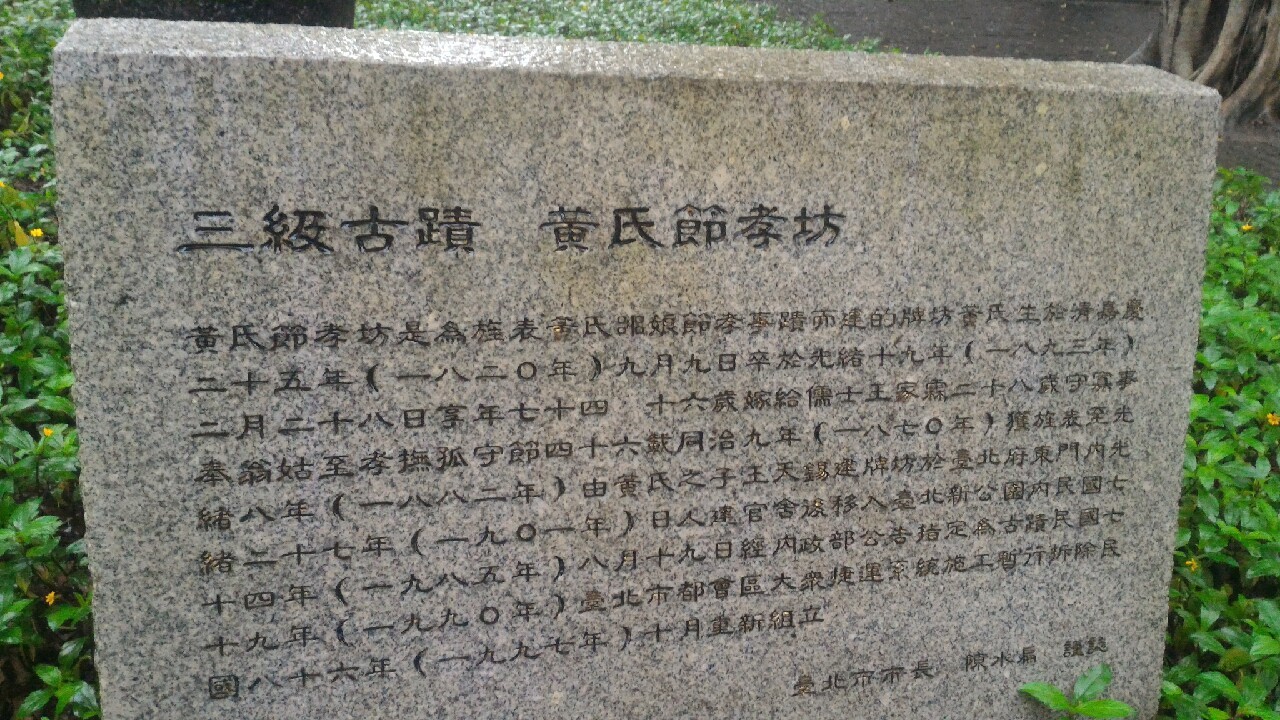 三級古蹟 黃氏節孝坊
黃氏節孝坊是為旌表黃氏䎶娘節孝事蹟而建的牌坊黃氏生於清嘉慶
二十五年(一八二〇年)九月九日卒於光緒十九年(一八九三年)
二月二十八日享年七十四 十六歲嫁給儒士王家霖二十八歲守寡事
奉翁姑至孝撫孤守節四十六載同治九年(一八七〇年)獲旌表至光
緒八年(一八八二年)由黃氏之子王天錫建牌坊於臺北府東門內光
緒二十七年(一九〇一年)日人建官舍後移入臺北新公園內民國七
十四年(一九八五年)八月十九日經內政部公告指定為古蹟民國七
十九年(一九九〇年)臺北市都會區大眾捷運系統施工暫行拆除民
國八十六年(一九九七年)十月重新組立
臺北市市長 陳水扁 謹誌